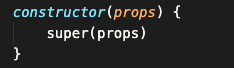 constructor(props) {
    super(props)
}